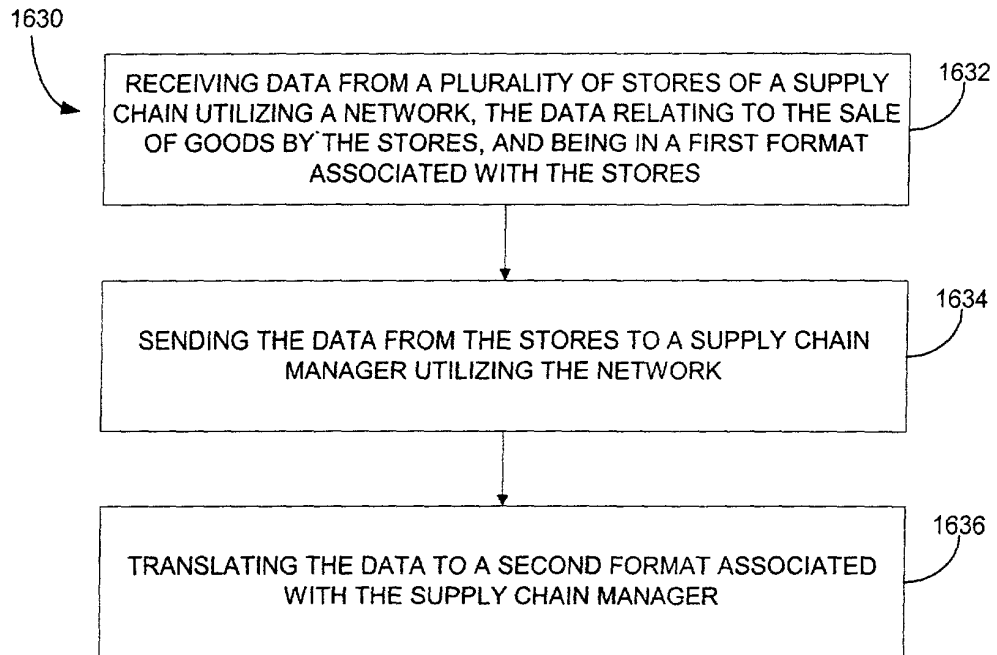 1630
RECEIVING DATA FROM A PLURALITY OF STORES OF A SUPPLY
CHAIN UTILIZING A NETWORK, THE DATA RELATING TO THE SALE
OF GOODS BY THE STORES, AND BEING IN A FIRST FORMAT
ASSOCIATED WITH THE STORES
1632
SENDING THE DATA FROM THE STORES TO A SUPPLY CHAIN
MANAGER UTILIZING THE NETWORK
1634
TRANSLATING THE DATA TO A SECOND FORMAT ASSOCIATED
WITH THE SUPPLY CHAIN MANAGER
1636